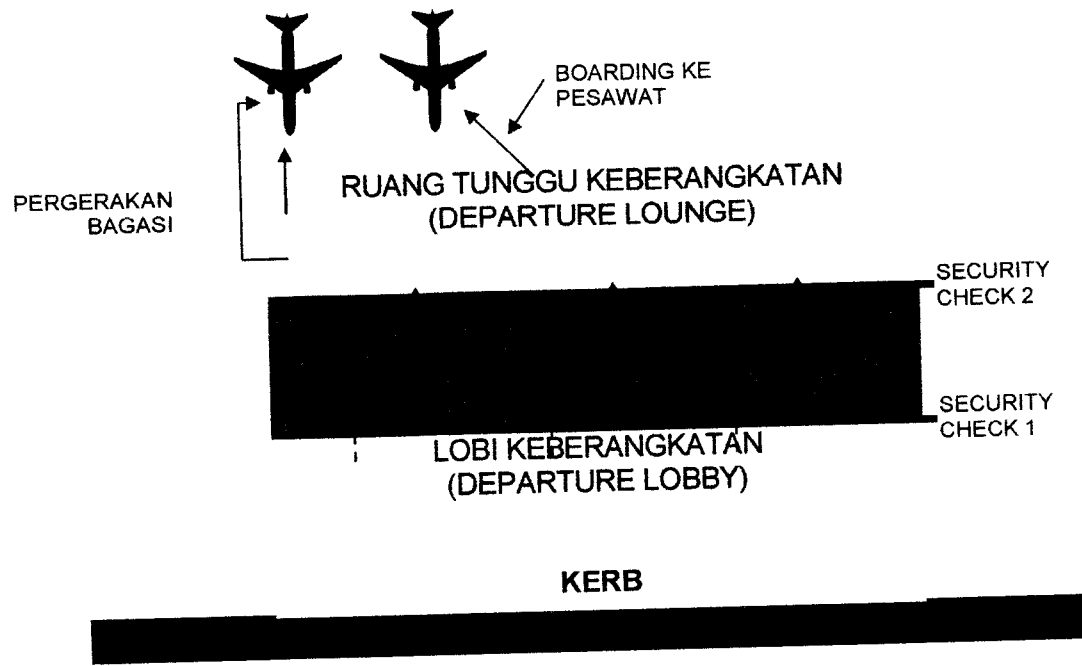 BOARDING KE
PESAWAT
PERGERAKAN
BAGASI
RUANG TUNGGU KEBERANGKATAN
(DEPARTURE LOUNGE)
SECURITY
CHECK 2
SECURITY
CHECK 1
LOBI KEBERANGKATAN
(DEPARTURE LOBBY)
KERB